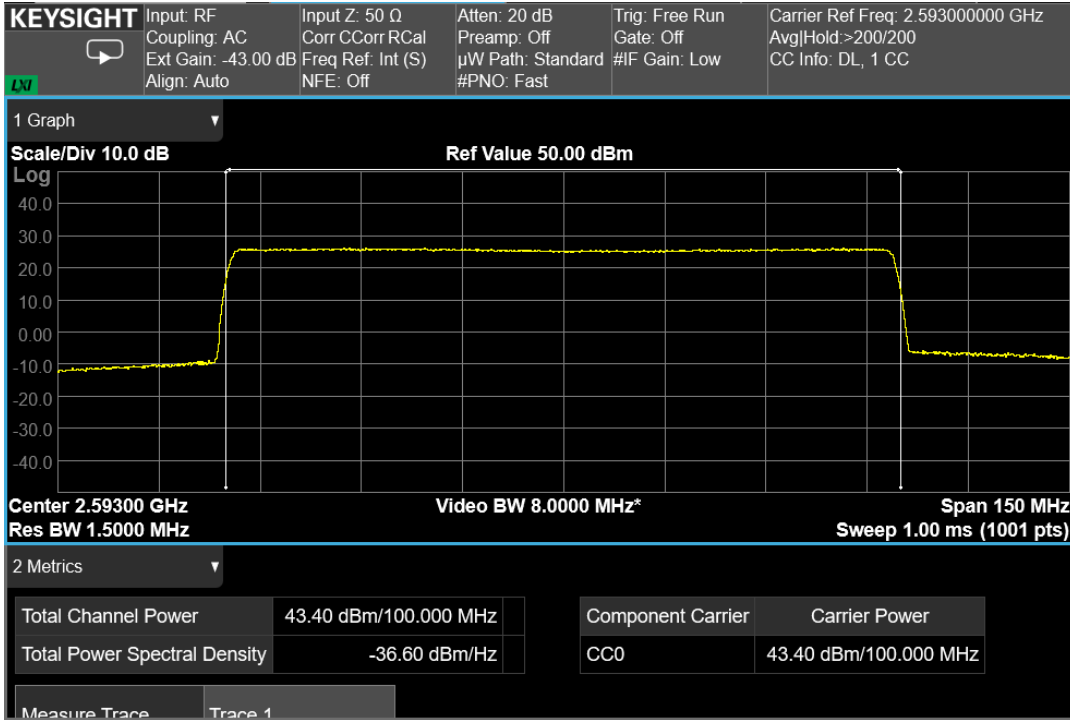 KEYSIGHT
LXI
Input: RF
Coupling: AC
Ext Gain: -43.00 dB
Align: Auto
Input Z: 50 Ω
Corr CCorr RCal
Freq Ref: Int (S)
NFE: Off
Atten: 20 dB
Preamp: Off
µW Path: Standard
#PNO: Fast
Trig: Free Run
Gate: Off
#IF Gain: Low
Carrier Ref Freq: 2.593000000 GHz
Avg|Hold:>200/200
CC Info: DL, 1 CC
1 Graph
Scale/Div 10.0 dB
Ref Value 50.00 dBm
Log
40.0
30.0
20.0
10.0
0.00
-10.0
-20.0
-30.0
-40.0
Center 2.59300 GHz
Video BW 8.0000 MHz*
Span 150 MHz
Res BW 1.5000 MHz
Sweep 1.00 ms (1001 pts)
2 Metrics
Total Channel Power 43.40 dBm/100.000 MHz
Total Power Spectral Density -36.60 dBm/Hz
Component Carrier Carrier Power
CC0 43.40 dBm/100.000 MHz
Measure Trace Trace 1